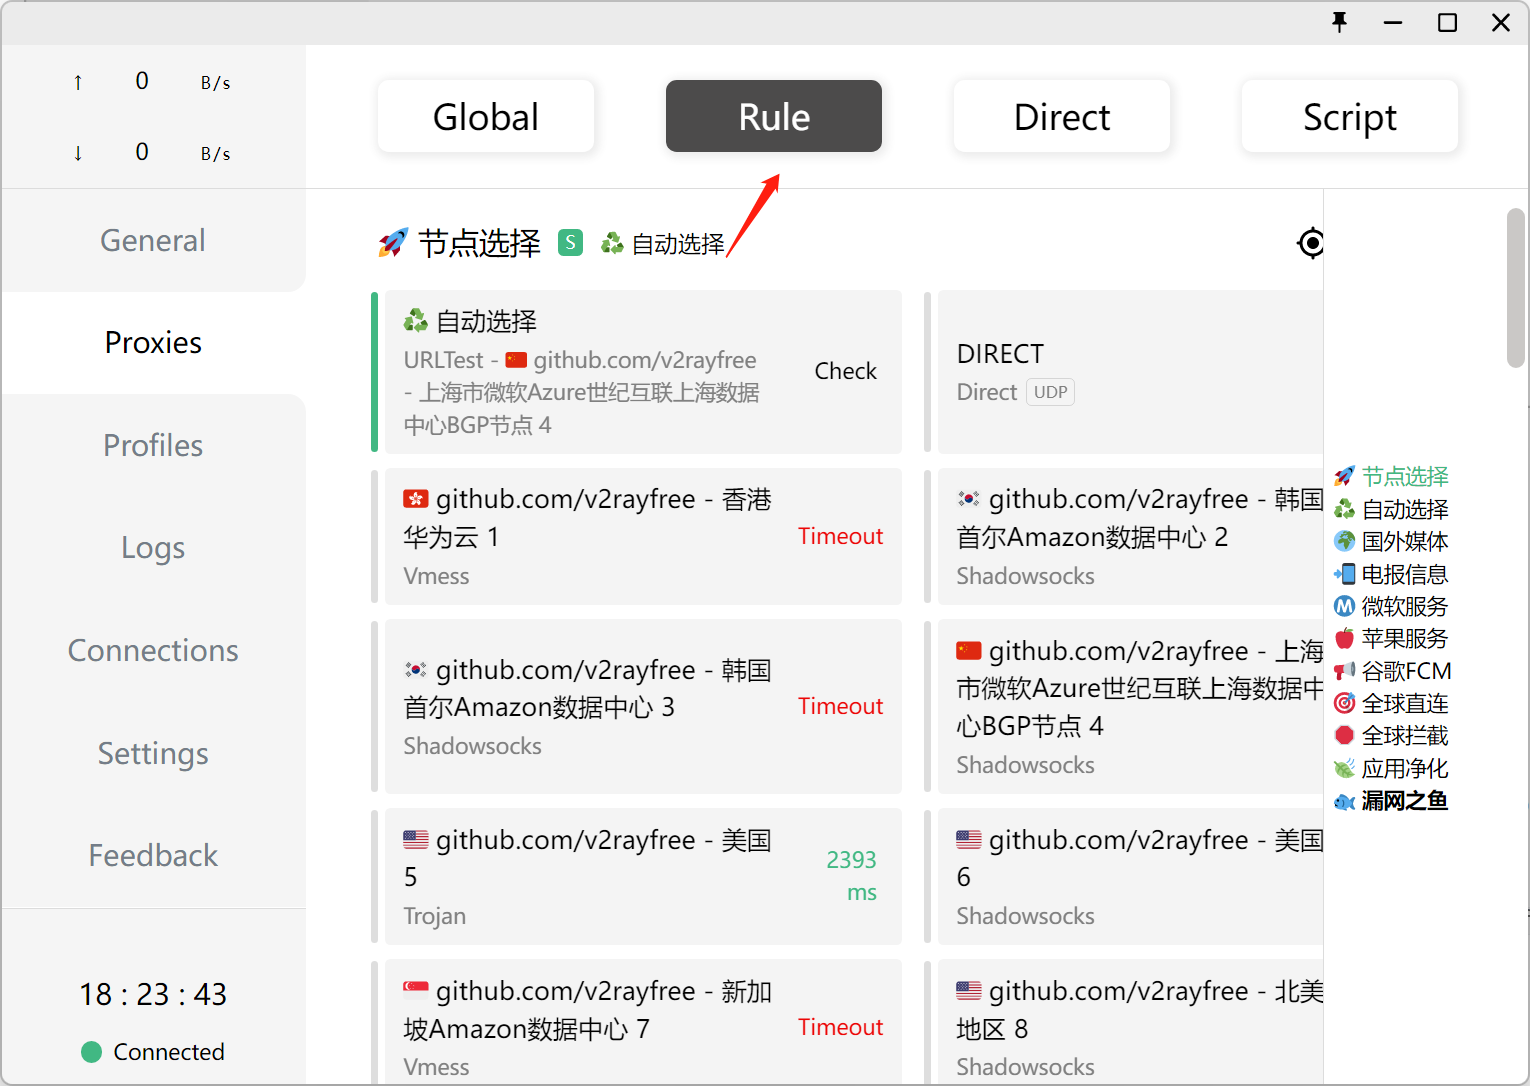 ↑ 0 B/s
↓ 0 B/s
General
Proxies
Profiles
Logs
Connections
Settings
Feedback
18 : 23 : 43
Connected
Global
Rule
Direct
Script
节点选择 S 自动选择
自动选择
URLTest - github.com/v2rayfree
- 上海市微软Azure世纪互联上海数据
中心BGP节点 4
Check
DIRECT
Direct UDP
github.com/v2rayfree - 香港
华为云 1
Vmess
Timeout
github.com/v2rayfree - 韩国
首尔Amazon数据中心 2
Shadowsocks
github.com/v2rayfree - 韩国
首尔Amazon数据中心 3
Shadowsocks
Timeout
github.com/v2rayfree - 上海
市微软Azure世纪互联上海数据中
心BGP节点 4
Shadowsocks
github.com/v2rayfree - 美国
5
Trojan
2393
ms
github.com/v2rayfree - 美国
6
Shadowsocks
github.com/v2rayfree - 新加
坡Amazon数据中心 7
Vmess
Timeout
github.com/v2rayfree - 北美
地区 8
Shadowsocks
节点选择
自动选择
国外媒体
电报信息
M 微软服务
苹果服务
谷歌FCM
全球直连
全球拦截
应用净化
漏网之鱼